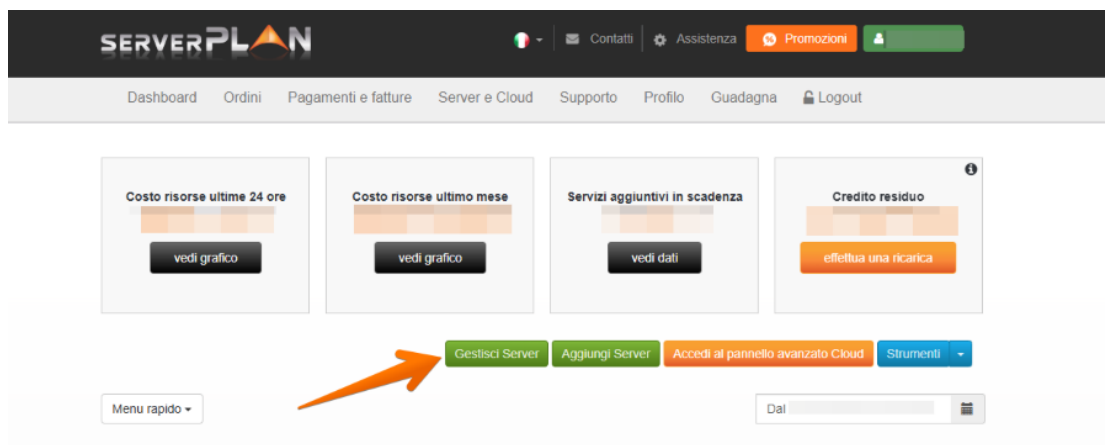 SERVERPLAN
Contatti Assistenza Promozioni
Dashboard Ordini Pagamenti e fatture Server e Cloud Supporto Profilo Guadagna Logout
Costo risorse ultime 24 ore
vedi grafico
Costo risorse ultimo mese
vedi grafico
Servizi aggiuntivi in scadenza
vedi dati
Credito residuo
effettua una ricarica
Gestisci Server Aggiungi Server Accedi al pannello avanzato Cloud Strumenti
Menu rapido Dal